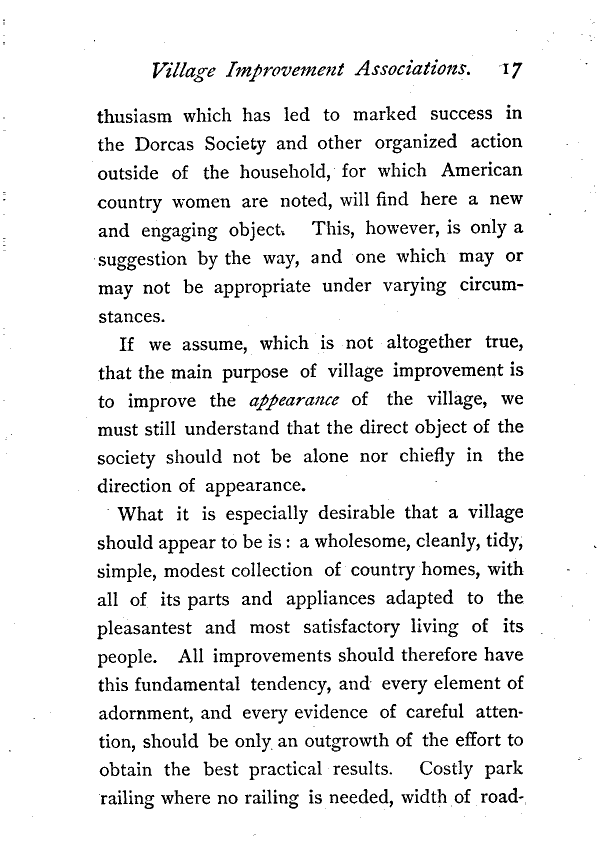 Village Improvement Associations. 17
thusiasm which has led to marked success in
the Dorcas Society and other organized action
outside of the household, for which American
country women are noted, will find here a new
and engaging object. This, however, is only a
suggestion by the way, and one which may or
may not be appropriate under varying circum-
stances.
If we assume, which is not altogether true,
that the main purpose of village improvement is
to improve the appearance of the village, we
must still understand that the direct object of the
society should not be alone nor chiefly in the
direction of appearance.
What it is especially desirable that a village
should appear to be is: a wholesome, cleanly, tidy,
simple, modest collection of country homes, with
all of its parts and appliances adapted to the
pleasantest and most satisfactory living of its
people. All improvements should therefore have
this fundamental tendency, and every element of
adornment, and every evidence of careful atten-
tion, should be only an outgrowth of the effort to
obtain the best practical results. Costly park
railing where no railing is needed, width of road-